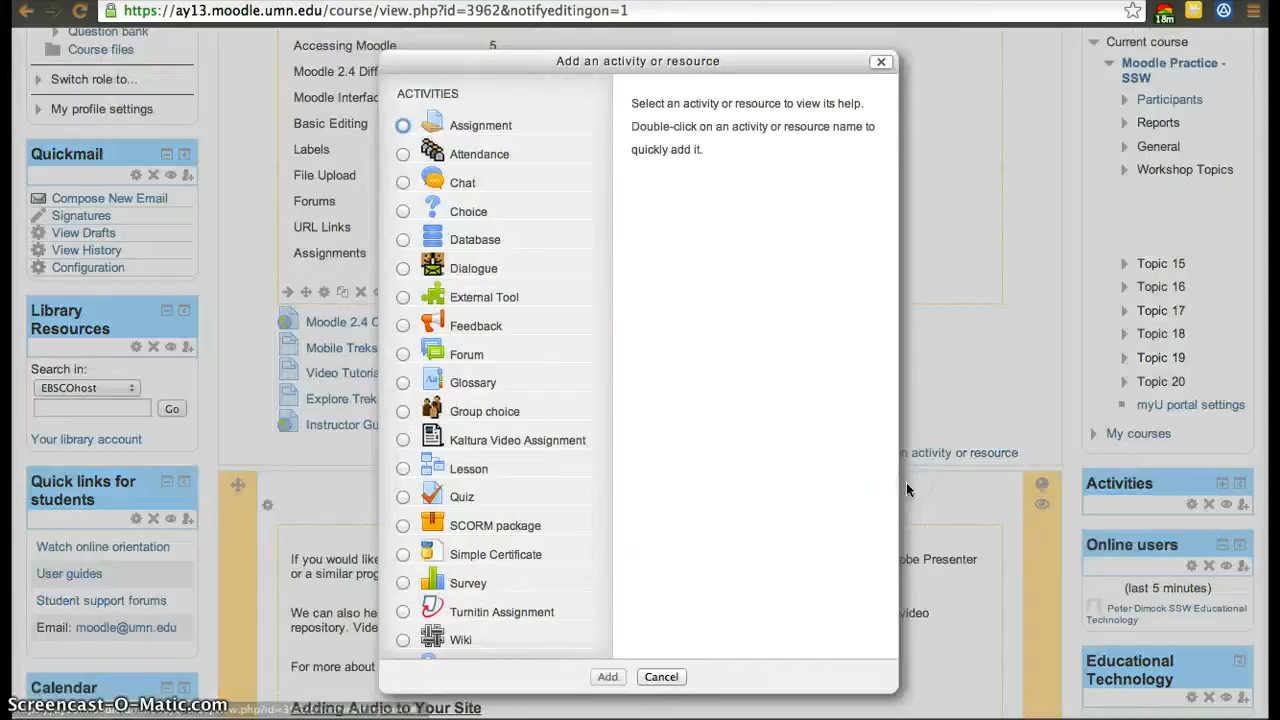 https://ay13.moodle.umn.edu/course/view.php?id=3962&notifyeditingon=1
18m
Question bank
Course files
Switch role to...
My profile settings
Quickmail
Compose New Email
Signatures
View Drafts
View History
Configuration
Library
Resources
Search in:
EBSCOhost
Go
Your library account
Quick links for
students
Watch online orientation
User guides
Student support forums
Email: moodle@umn.edu
Calendar
Accessing Moodle 5
Moodle 2.4 Diff
Moodle Interfac
Basic Editing
Labels
File Upload
Forums
URL Links
Assignments
Moodle 2.4 C
Mobile Treks
Video Tutoria
Explore Trek
Instructor Gu
n activity or resource
If you would like
obe Presenter
or a similar prog
We can also he
video
repository. Vide
For more about
Adding Audio to Your Site
Add an activity or resource
ACTIVITIES
Assignment
Attendance
Chat
Choice
Database
Dialogue
External Tool
Feedback
Forum
Glossary
Group choice
Kaltura Video Assignment
Lesson
Quiz
SCORM package
Simple Certificate
Survey
Turnitin Assignment
Wiki
Select an activity or resource to view its help.
Double-click on an activity or resource name to
quickly add it.
Add
Cancel
Current course
Moodle Practice -
SSW
Participants
Reports
General
Workshop Topics
Topic 15
Topic 16
Topic 17
Topic 18
Topic 19
Topic 20
myU portal settings
My courses
Activities
Online users
(last 5 minutes)
Peter Dimock SSW Educational
Technology
Educational
Technology
Screencast-O-Matic.com